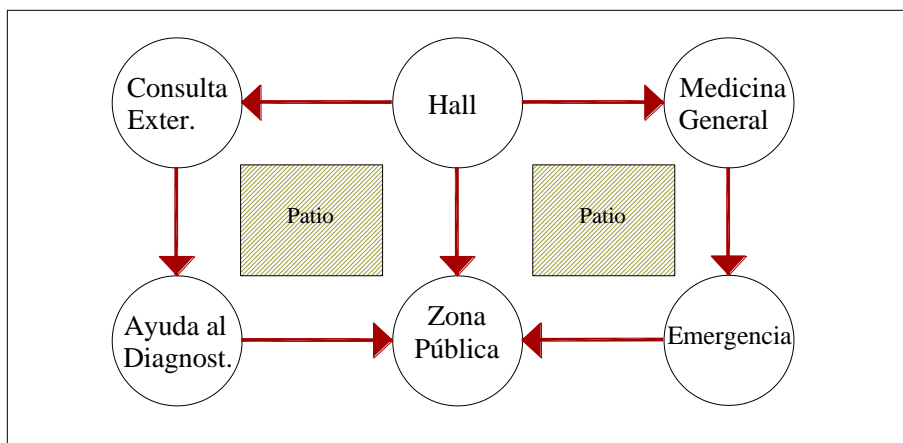 Consulta
Exter.
Hall
Medicina
General
Patio
Patio
Ayuda al
Diagnost.
Zona
Pública
Emergencia